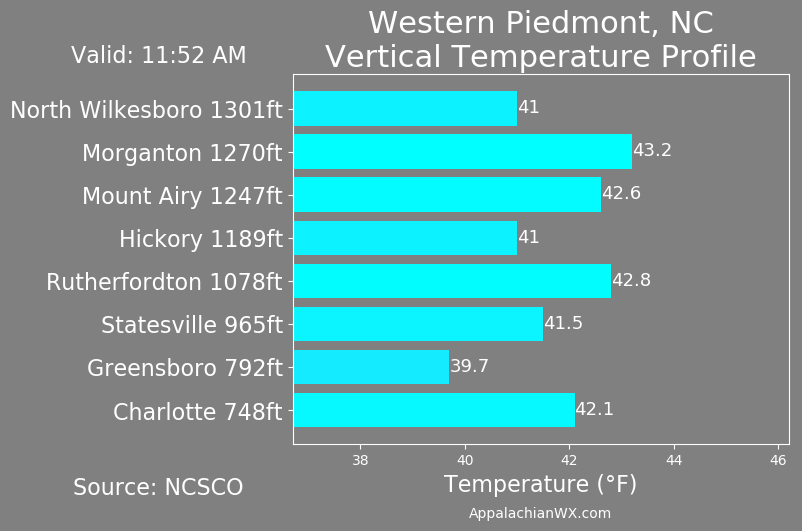 Western Piedmont, NC
Vertical Temperature Profile
Valid: 11:52 AM
North Wilkesboro 1301ft 41
Morganton 1270ft 43.2
Mount Airy 1247ft 42.6
Hickory 1189ft 41
Rutherfordton 1078ft 42.8
Statesville 965ft 41.5
Greensboro 792ft 39.7
Charlotte 748ft 42.1
38 40 42 44 46
Temperature (°F)
Source: NCSCO
AppalachianWX.com